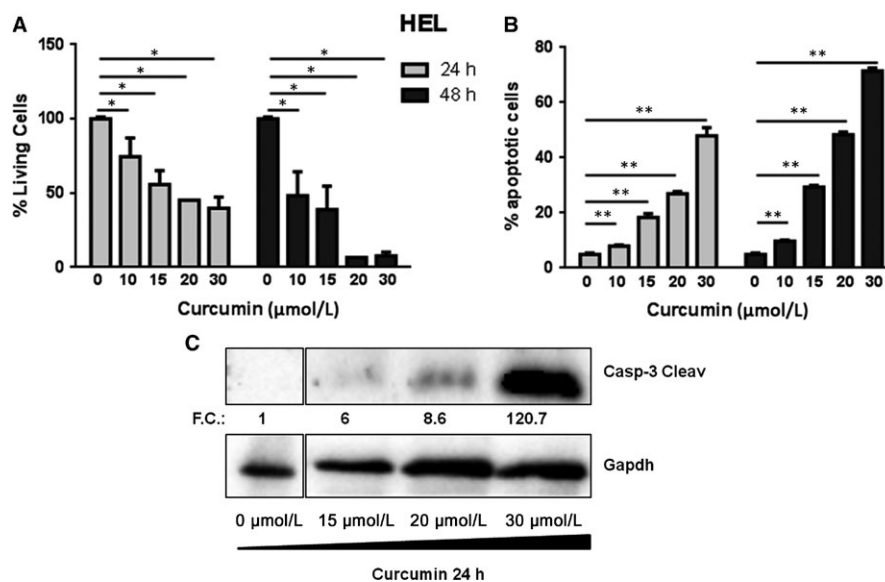 A
HEL
B
150
100
50
0
% Living Cells
* * * *
* * * *
24 h
48 h
0 10 15 20 30 0 10 15 20 30
Curcumin (µmol/L)
80
60
40
20
0
% apoptotic cells
** ** ** **
** ** ** **
0 10 15 20 30 0 10 15 20 30
Curcumin (µmol/L)
C
Casp-3 Cleav
F.C.: 1 6 8.6 120.7
Gapdh
0 µmol/L 15 µmol/L 20 µmol/L 30 µmol/L
Curcumin 24 h